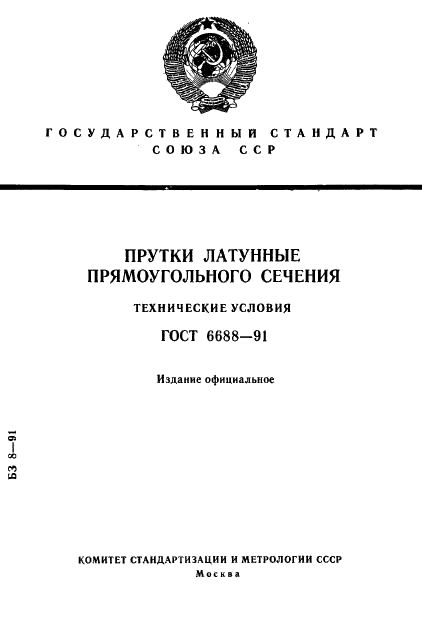 ГОСУДАРСТВЕННЫЙ СТАНДАРТ
СОЮЗА ССР
ПРУТКИ ЛАТУННЫЕ
ПРЯМОУГОЛЬНОГО СЕЧЕНИЯ
ТЕХНИЧЕСКИЕ УСЛОВИЯ
ГОСТ 6688—91
Издание официальное
БЗ 8—91
КОМИТЕТ СТАНДАРТИЗАЦИИ И МЕТРОЛОГИИ СССР
Москва